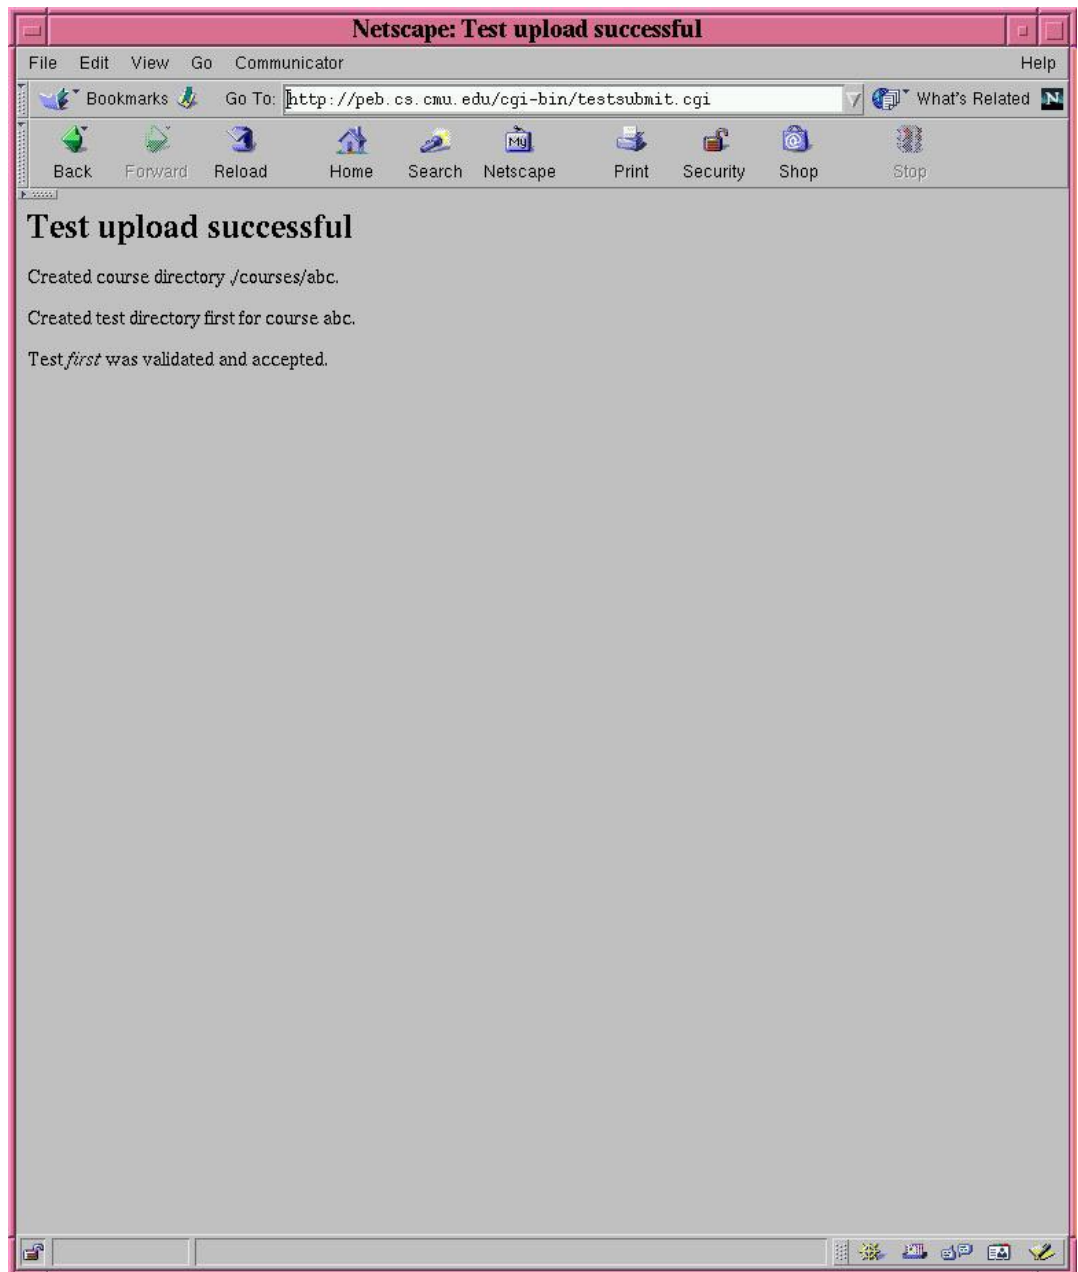 Netscape: Test upload successful
File Edit View Go Communicator Help
Bookmarks Go To: http://peb.cs.cmu.edu/cgi-bin/testsubmit.cgi What's Related N
My
Back Forward Reload Home Search Netscape Print Security Shop Stop
Test upload successful
Created course directory ./courses/abc.
Created test directory first for course abc.
Test first was validated and accepted.